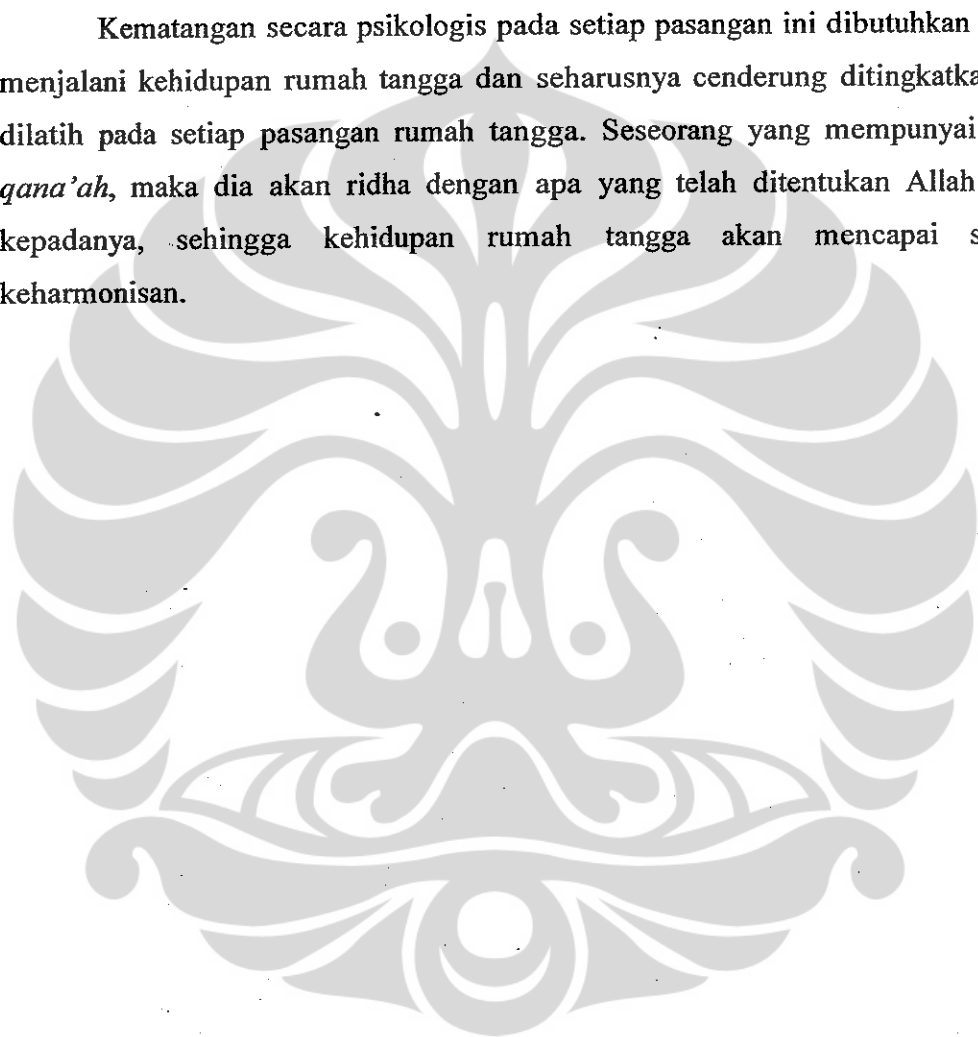 Kematangan secara psikologis pada setiap pasangan ini dibutuhkan
menjalani kehidupan rumah tangga dan seharusnya cenderung ditingkatka
dilatih pada setiap pasangan rumah tangga. Seseorang yang mempunyai
qana'ah, maka dia akan ridha dengan apa yang telah ditentukan Allah
kepadanya, sehingga kehidupan rumah tangga akan mencapai s
keharmonisan.